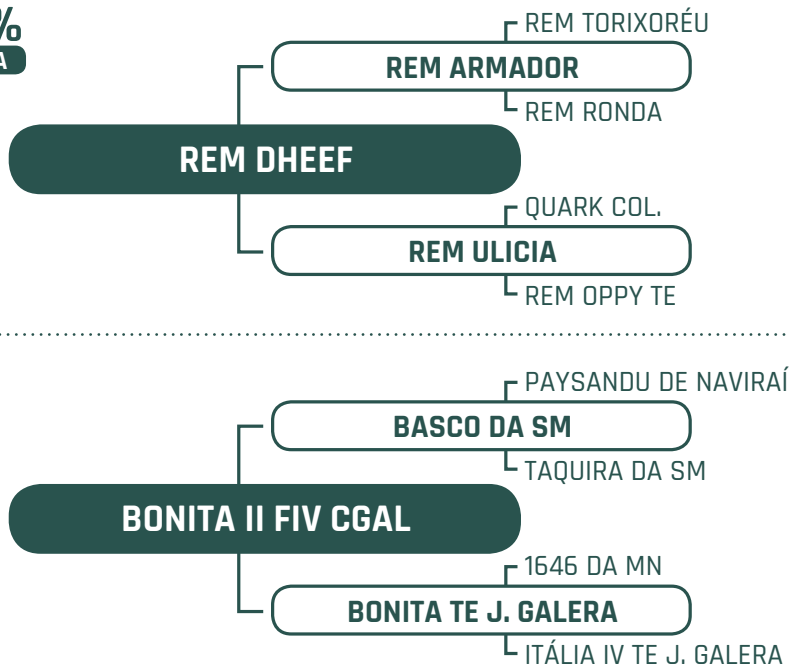 %
A
REM TORIXORÉU
REM ARMADOR
REM RONDA
REM DHEEF
QUARK COL.
REM ULICIA
REM OPPY TE
PAYSANDU DE NAVIRAÍ
BASCO DA SM
TAQUIRA DA SM
BONITA II FIV CGAL
1646 DA MN
BONITA TE J. GALERA
ITÁLIA IV TE J. GALERA